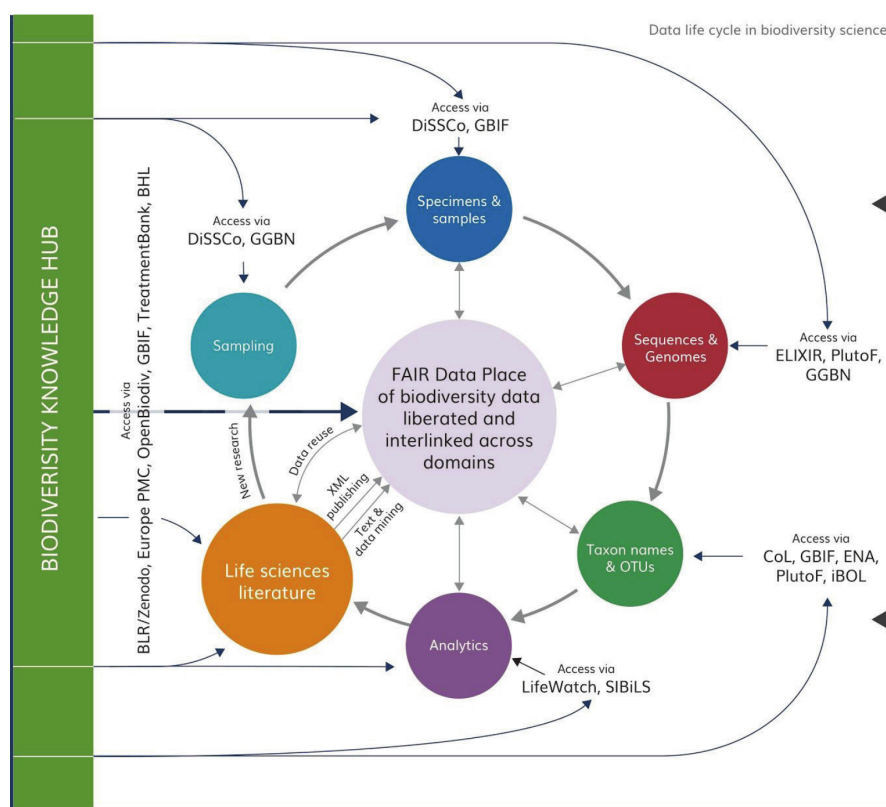 Data life cycle in biodiversity science
BIODIVERISITY KNOWLEDGE HUB
Access via
DiSSCo, GBIF
Specimens &
samples
Access via
DiSSCo, GGBN
Sampling
Sequences &
Genomes
Access via
ELIXIR, PlutoF,
GGBN
FAIR Data Place
of biodiversity data
liberated and
interlinked across
domains
Access via
BLR/Zenodo, Europe PMC, OpenBiodiv, GBIF, TreatmentBank, BHL
New research
Data reuse
XML
publishing
Text &
data mining
Life sciences
literature
Taxon names
& OTUs
Access via
CoL, GBIF, ENA,
PlutoF, iBOL
Analytics
Access via
LifeWatch, SIBiLS